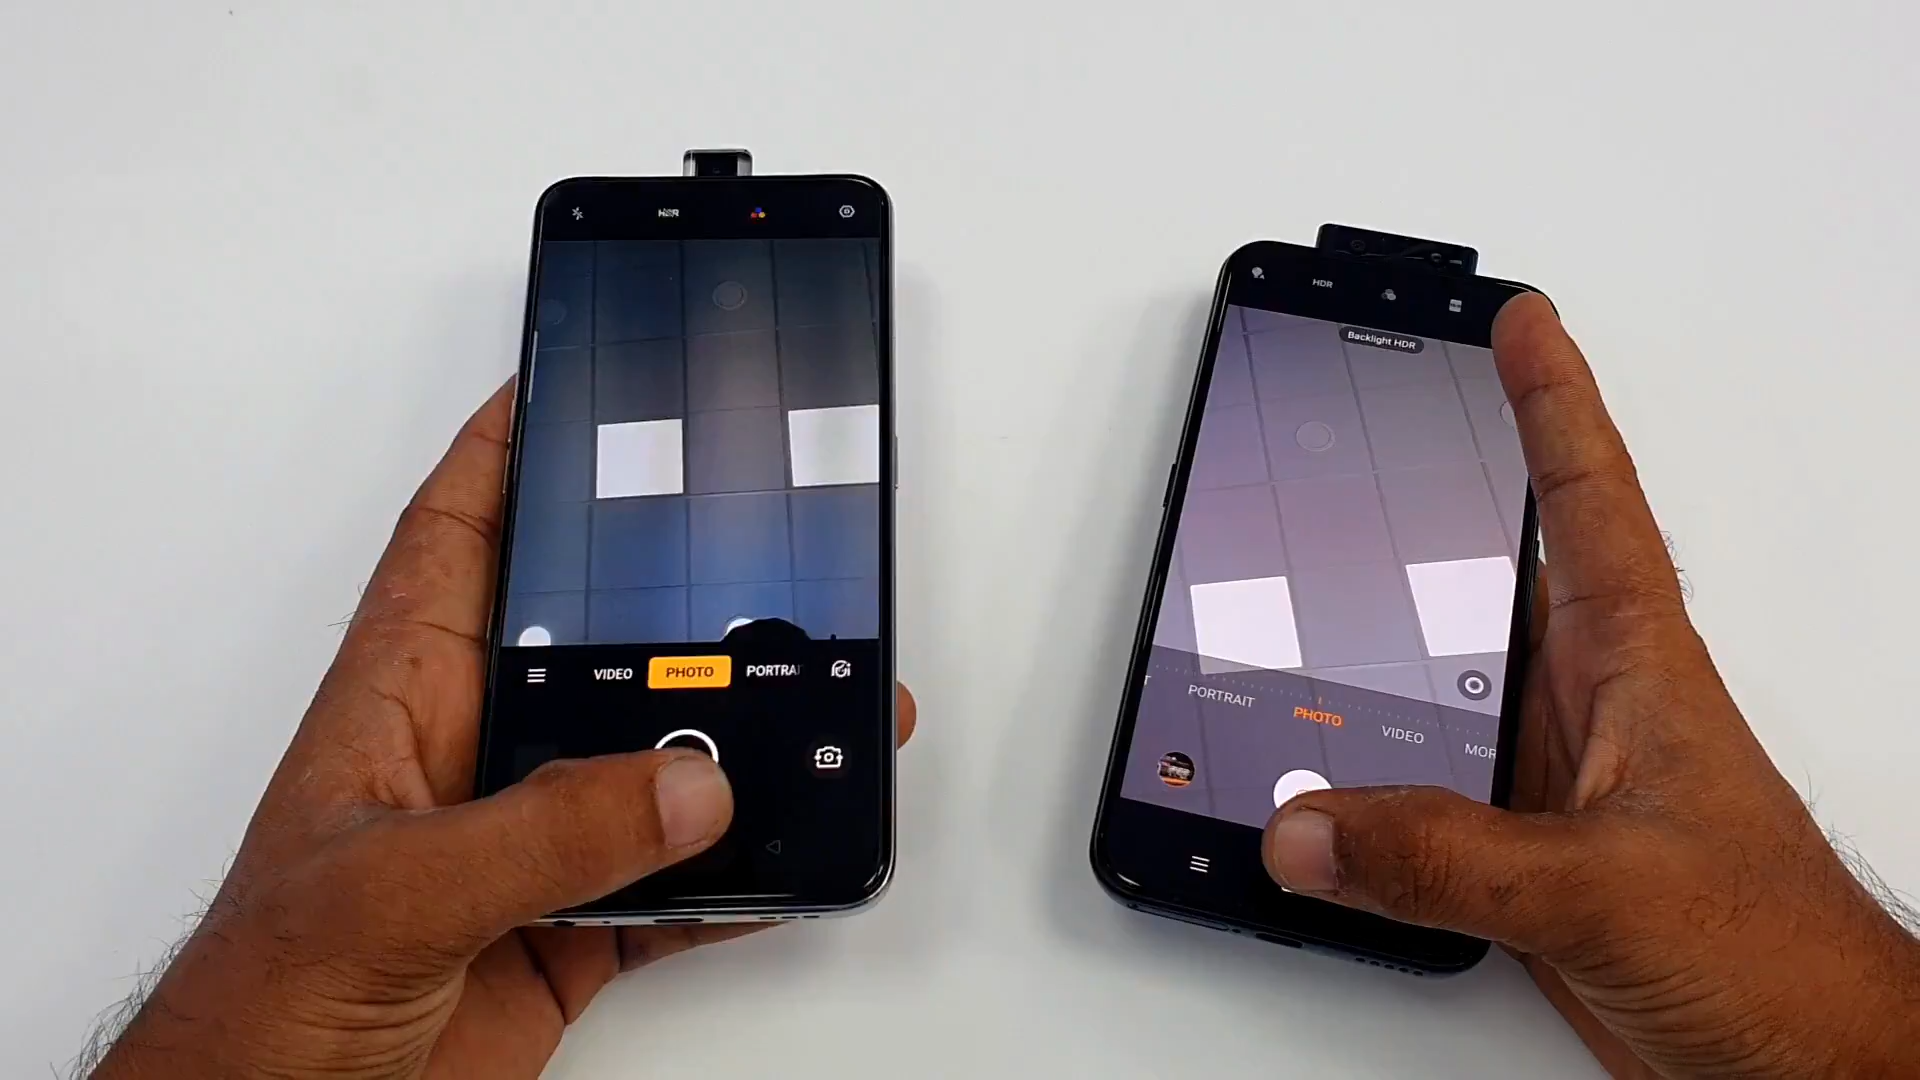 HDR
VIDEO PHOTO PORTRAI
HDR
Backlight HDR
T PORTRAIT PHOTO VIDEO MOR